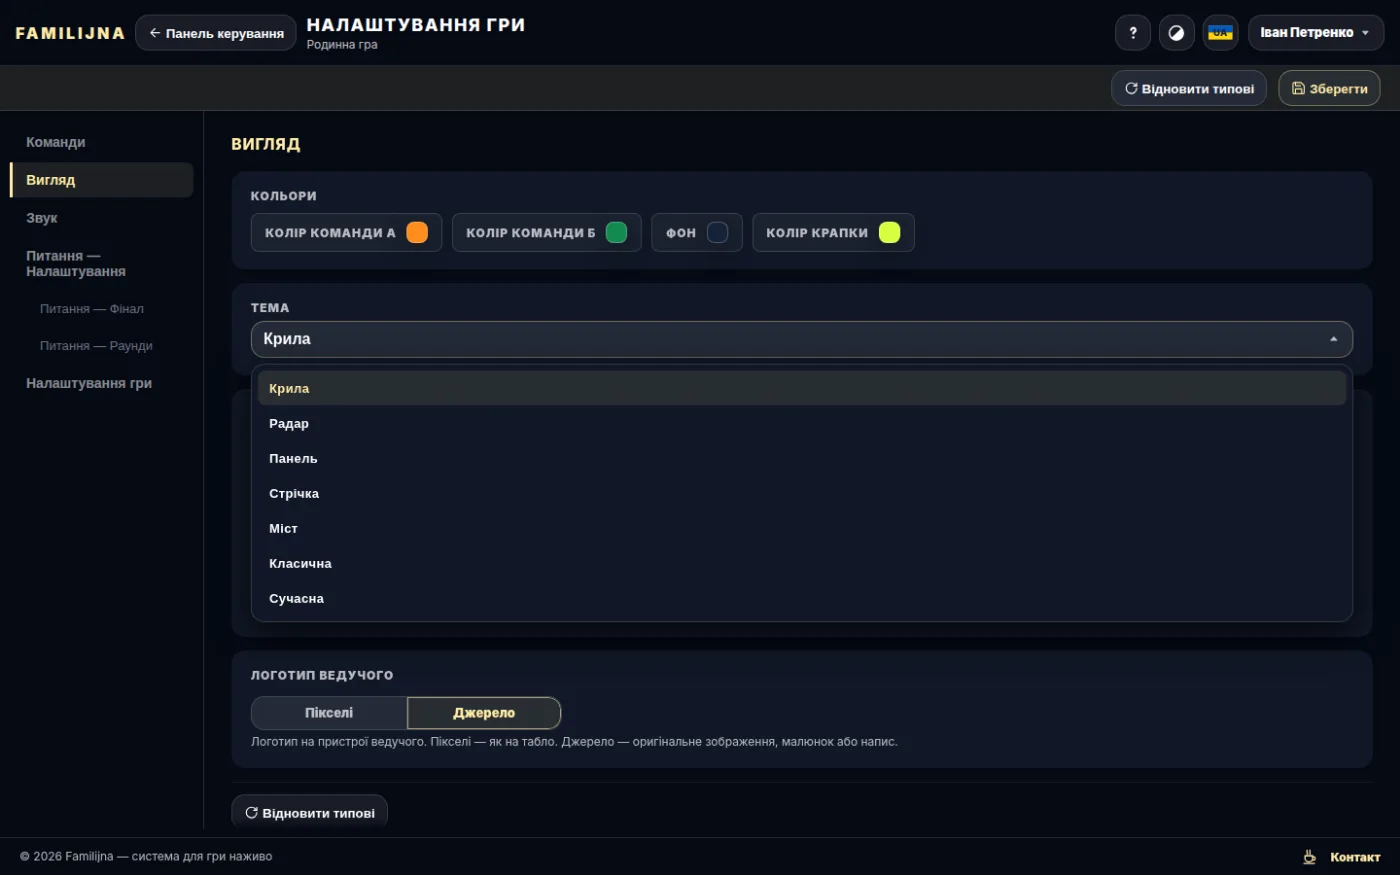 FAMILIJNA
← Панель керування
НАЛАШТУВАННЯ ГРИ
Родинна гра
?
UA
Іван Петренко
Відновити типові
Зберегти
Команди
Вигляд
Звук
Питання —
Налаштування
Питання — Фінал
Питання — Раунди
Налаштування гри
ВИГЛЯД
КОЛЬОРИ
КОЛІР КОМАНДИ А
КОЛІР КОМАНДИ Б
ФОН
КОЛІР КРАПКИ
ТЕМА
Крила
Крила
Радар
Панель
Стрічка
Міст
Класична
Сучасна
ЛОГОТИП ВЕДУЧОГО
Пікселі
Джерело
Логотип на пристрої ведучого. Пікселі — як на табло. Джерело — оригінальне зображення, малюнок або напис.
Відновити типові
© 2026 Familijna — система для гри наживо
Контакт